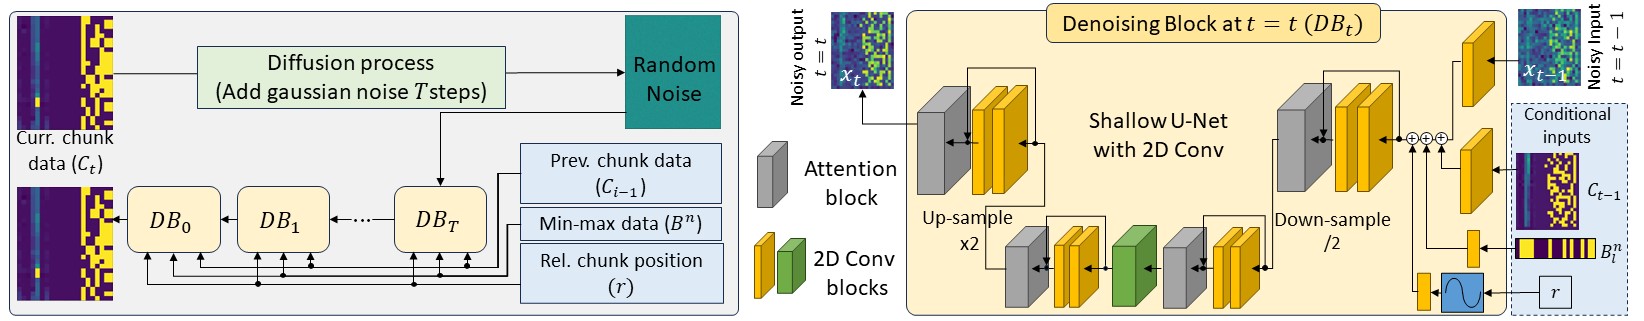 Diffusion process
(Add gaussian noise T steps)
Random
Noise
Curr. chunk
data (C_t)
Prev. chunk data
(C_{i−1})
Min-max data (B^n)
Rel. chunk position
(r)
DB_0
DB_1
...
DB_T
Noisy output
t = t
x_t
Attention
block
2D Conv
blocks
Denoising Block at t = t (DB_t)
Shallow U-Net
with 2D Conv
Up-sample
x2
Down-sample
/2
Noisy Input
t = t − 1
x_{t−1}
Conditional
inputs
C_{t−1}
B_l^n
r